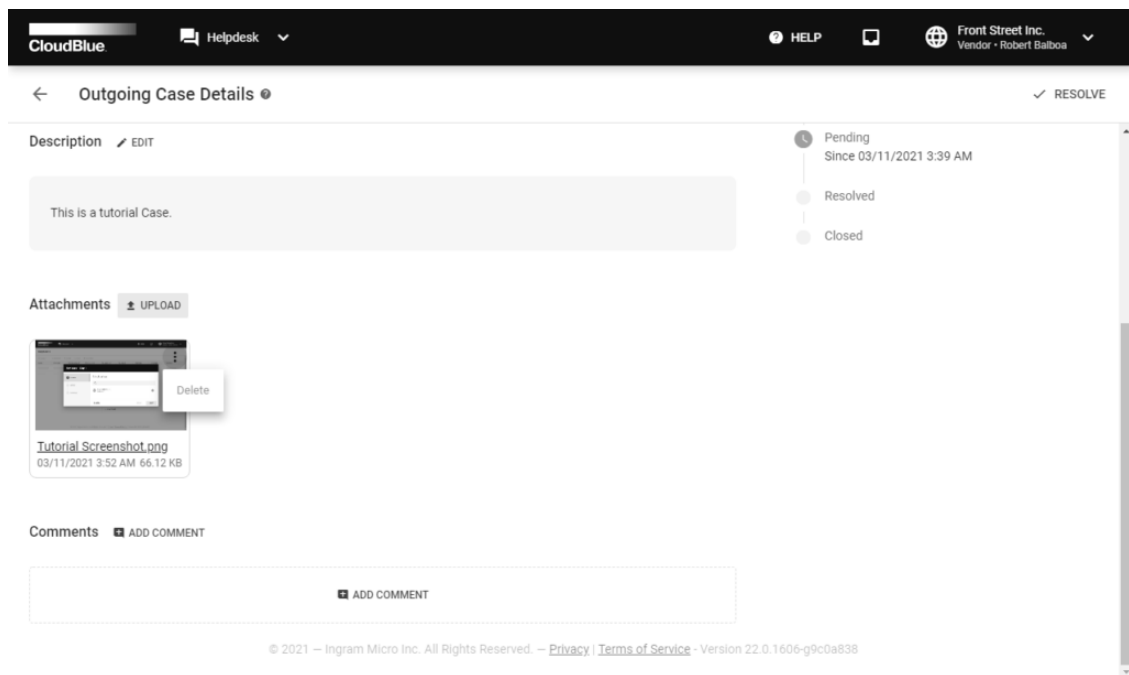 CloudBlue
Helpdesk
HELP
Front Street Inc.
Vendor • Robert Balboa
Outgoing Case Details
RESOLVE
Description
EDIT
Pending
Since 03/11/2021 3:39 AM
This is a tutorial Case.
Resolved
Closed
Attachments
UPLOAD
Delete
Tutorial Screenshot.png
03/11/2021 3:52 AM 66.12 KB
Comments
ADD COMMENT
ADD COMMENT
© 2021 – Ingram Micro Inc. All Rights Reserved. – Privacy | Terms of Service - Version 22.0.1606-g9c0a838